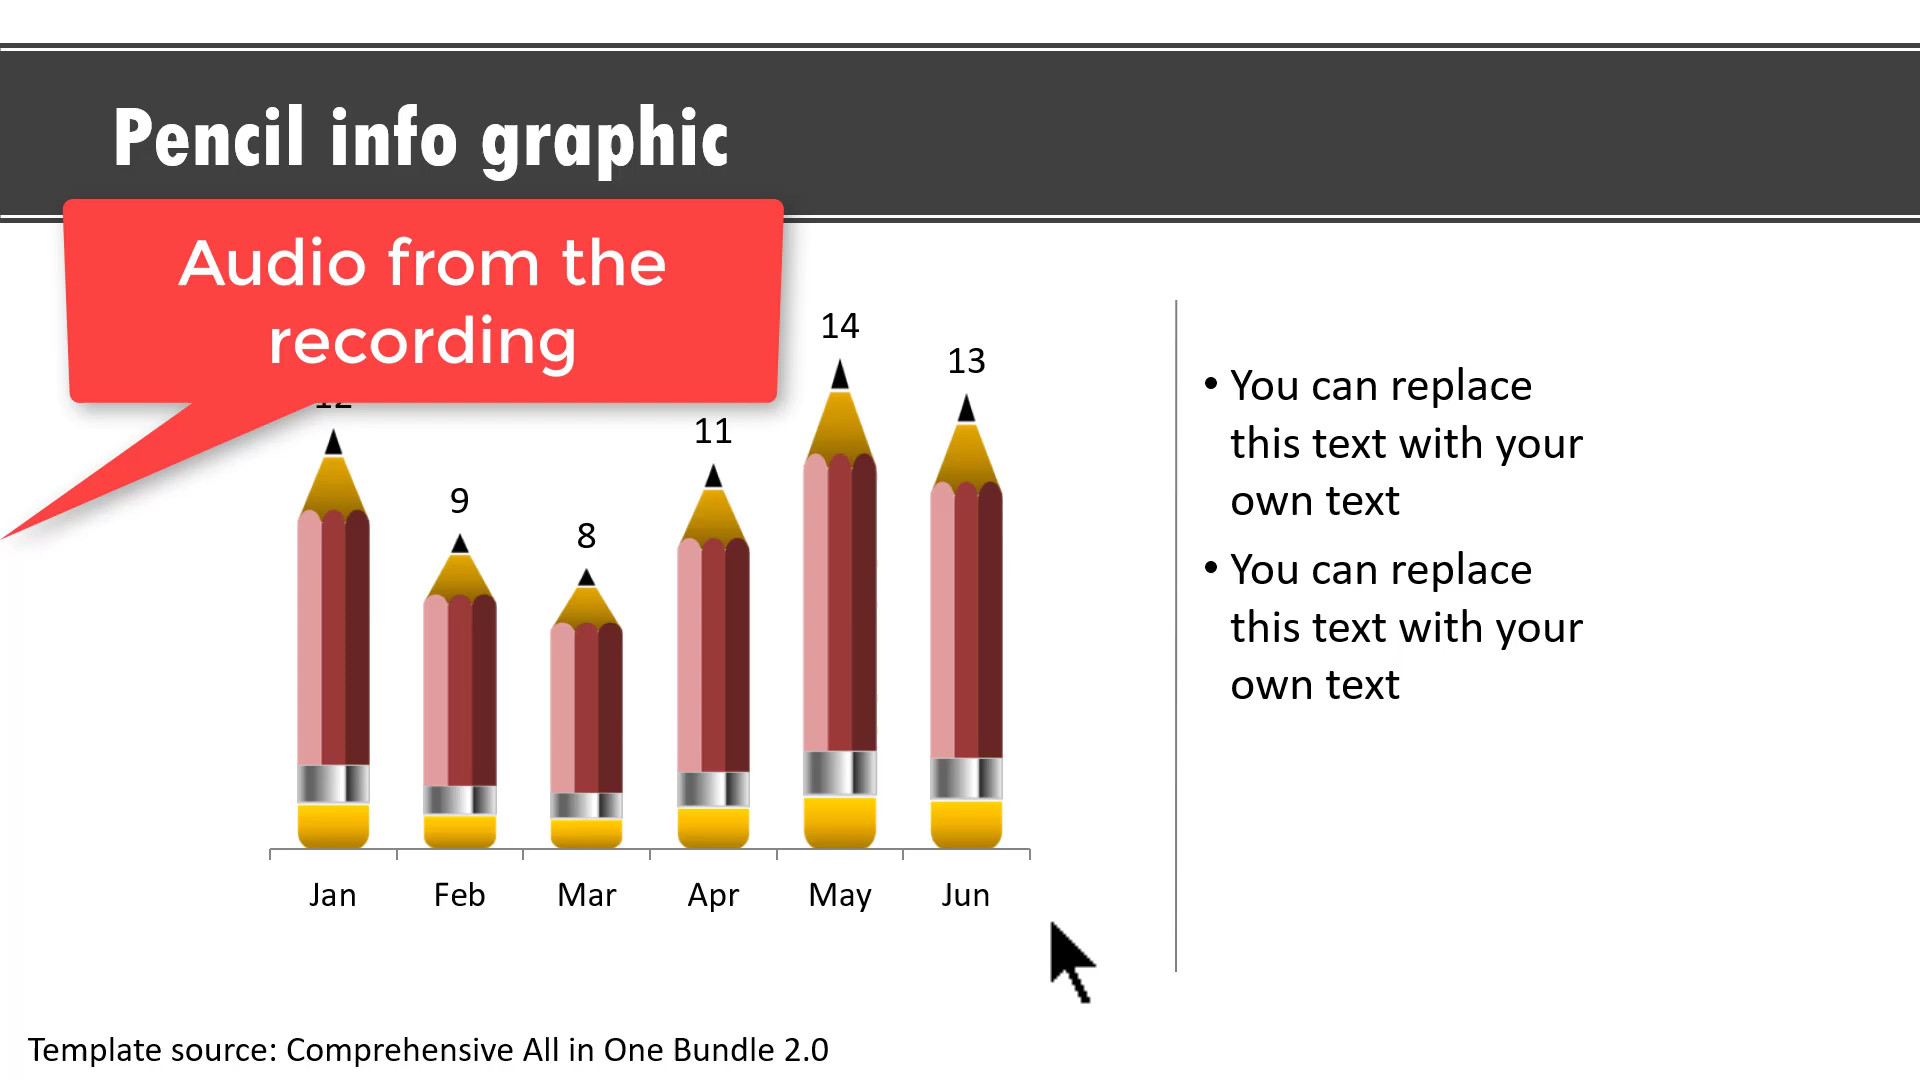 Pencil info graphic
Audio from the
recording
12
9
8
11
14
13
• You can replace
this text with your
own text
• You can replace
this text with your
own text
Jan Feb Mar Apr May Jun
Template source: Comprehensive All in One Bundle 2.0